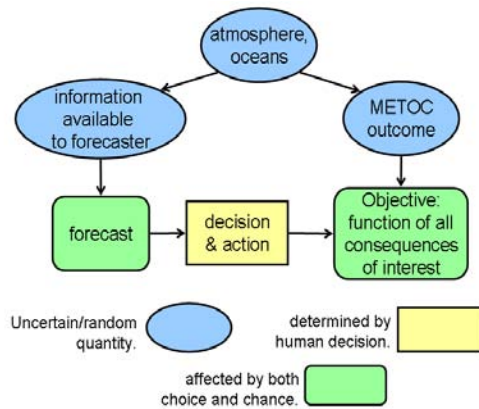 atmosphere,
oceans
information
available
to forecaster
METOC
outcome
forecast
decision
& action
Objective:
function of all
consequences
of interest
Uncertain/random
quantity.
determined by
human decision.
affected by both
choice and chance.